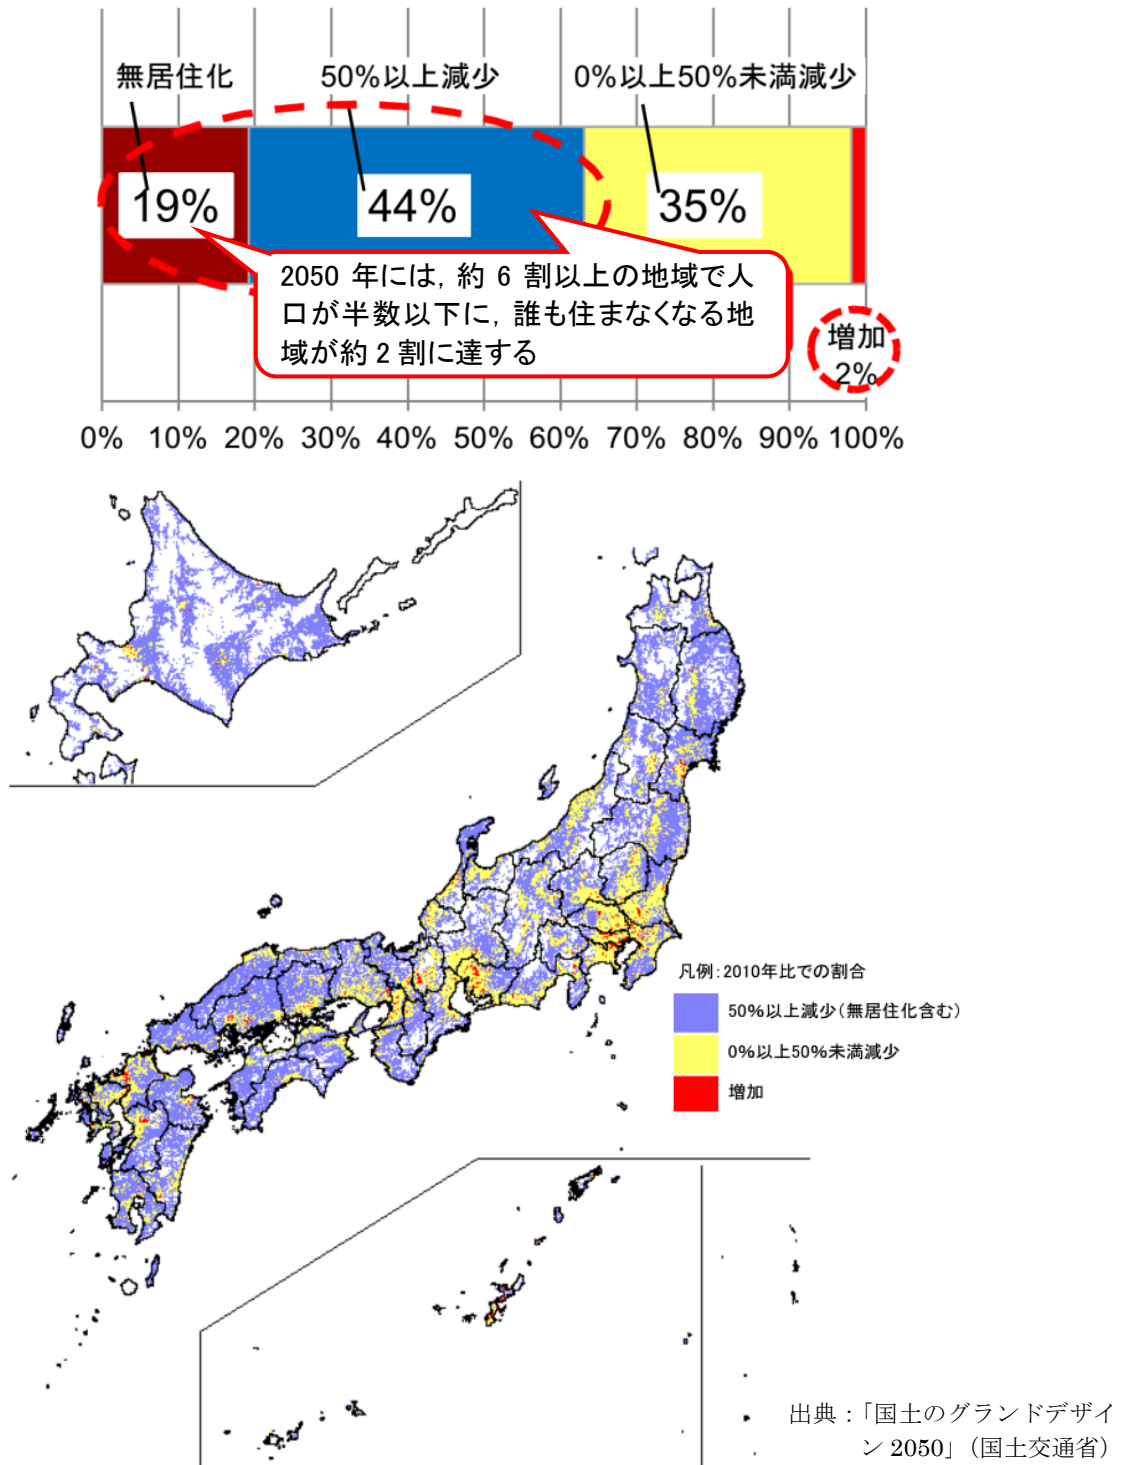 無居住化
50%以上減少
0%以上50%未満減少
19%
44%
35%
2050 年には, 約 6 割以上の地域で人
口が半数以下に, 誰も住まなくなる地
域が約 2 割に達する
増加
2%
0% 10% 20% 30% 40% 50% 60% 70% 80% 90% 100%
凡例:2010年比での割合
50%以上減少(無居住化含む)
0%以上50%未満減少
増加
出典:「国土のグランドデザイ
ン 2050」(国土交通省)